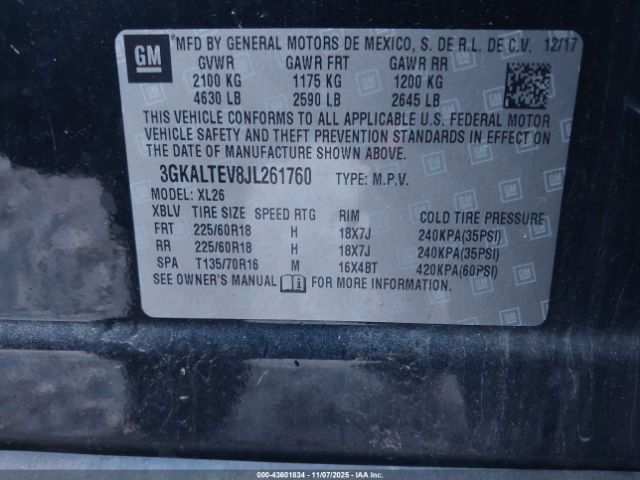 GM "MFD BY GENERAL MOTORS DE MEXICO, S. DE R.L. DE C.V. 12/17
GVWR GAWR FRT GAWR RR
2100 KG 1175 KG 1200 KG
4630 LB 2590 LB 2645 LB
THIS VEHICLE CONFORMS TO ALL APPLICABLE U.S. FEDERAL MOTOR
VEHICLE SAFETY AND THEFT PREVENTION STANDARDS IN EFFECT ON
THE DATE OF MANUFACTURE SHOWN ABOVE.
3GKALTEV8JL261760 TYPE: M.P.V.
MODEL: XL26
XBLV TIRE SIZE SPEED RTG RIM COLD TIRE PRESSURE
FRT 225/60R18 H 18X7J 240KPA(35PSI)
RR 225/60R18 H 18X7J 240KPA(35PSI)
SPA T135/70R16 M 16X4BT 420KPA(60PSI)
SEE OWNER'S MANUAL FOR MORE INFORMATION.
000-43601834 - 11/07/2025 - IAA Inc.